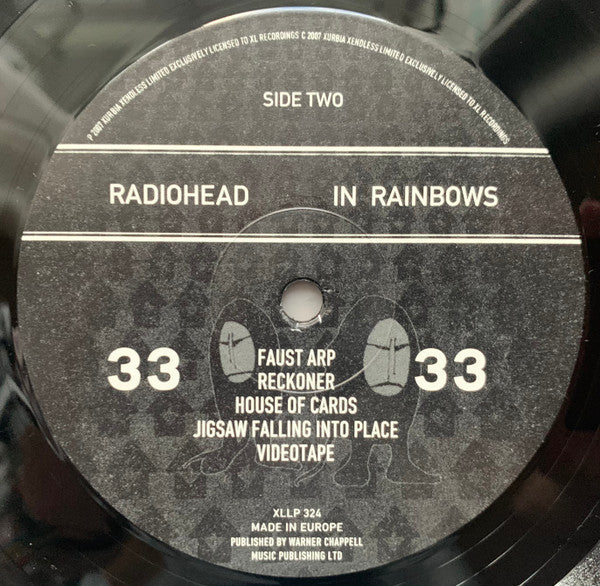 P 2007 XURBIA XENDLESS LIMITED EXCLUSIVELY LICENSED TO XL RECORDINGS C 2007 XURBIA XENDLESS LIMITED EXCLUSIVELY LICENSED TO XL RECORDINGS
SIDE TWO
RADIOHEAD IN RAINBOWS
33 33
FAUST ARP
RECKONER
HOUSE OF CARDS
JIGSAW FALLING INTO PLACE
VIDEOTAPE
XLLP 324
MADE IN EUROPE
PUBLISHED BY WARNER CHAPPELL
MUSIC PUBLISHING LTD